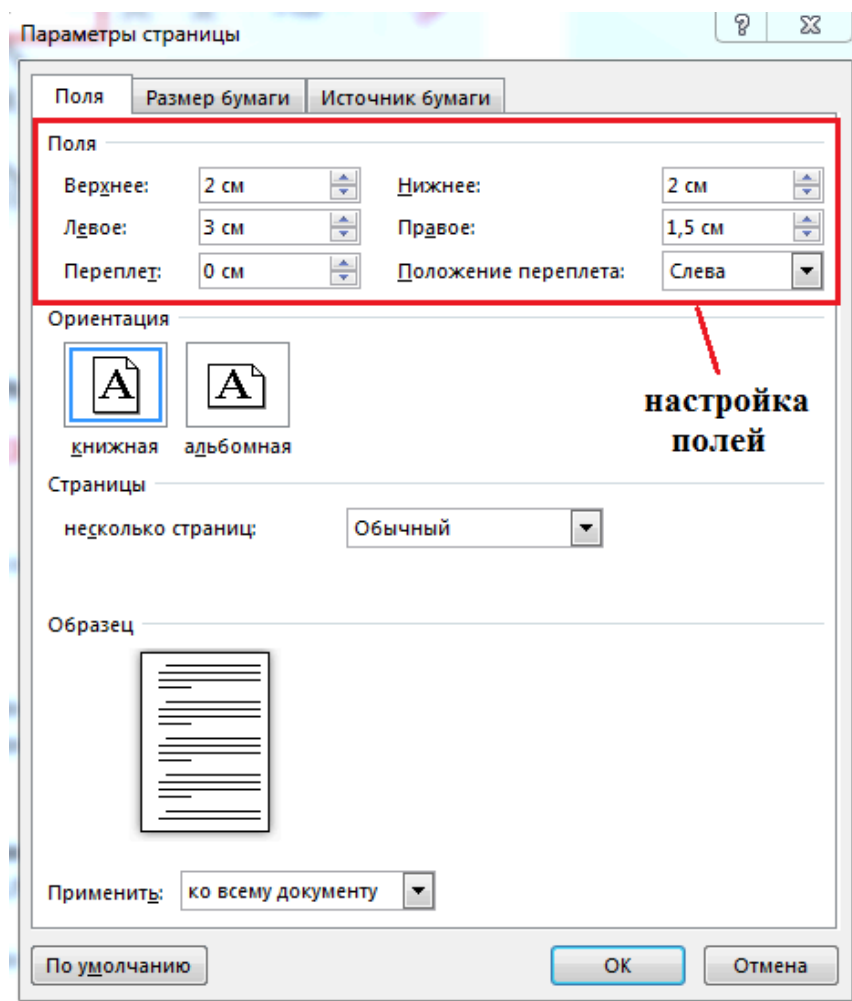 Параметры страницы
Поля Размер бумаги Источник бумаги
Поля
Верхнее: 2 см Нижнее: 2 см
Левое: 3 см Правое: 1,5 см
Переплет: 0 см Положение переплета: Слева
Ориентация
A A
книжная альбомная
настройка
полей
Страницы
несколько страниц: Обычный
Образец
Применить: ко всему документу
По умолчанию ОК Отмена